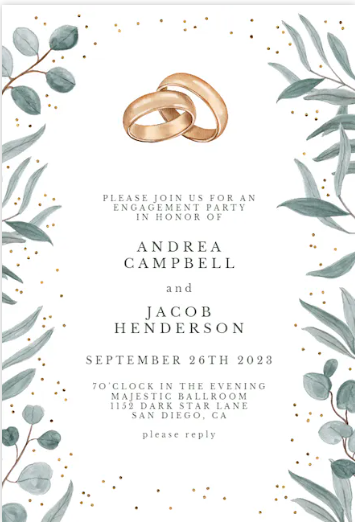 PLEASE JOIN US FOR AN
ENGAGEMENT PARTY
IN HONOR OF
ANDREA
CAMPBELL
and
JACOB
HENDERSON
SEPTEMBER 26TH 2023
7O'CLOCK IN THE EVENING
MAJESTIC BALLROOM
1152 DARK STAR LANE
SAN DIEGO, CA
please reply